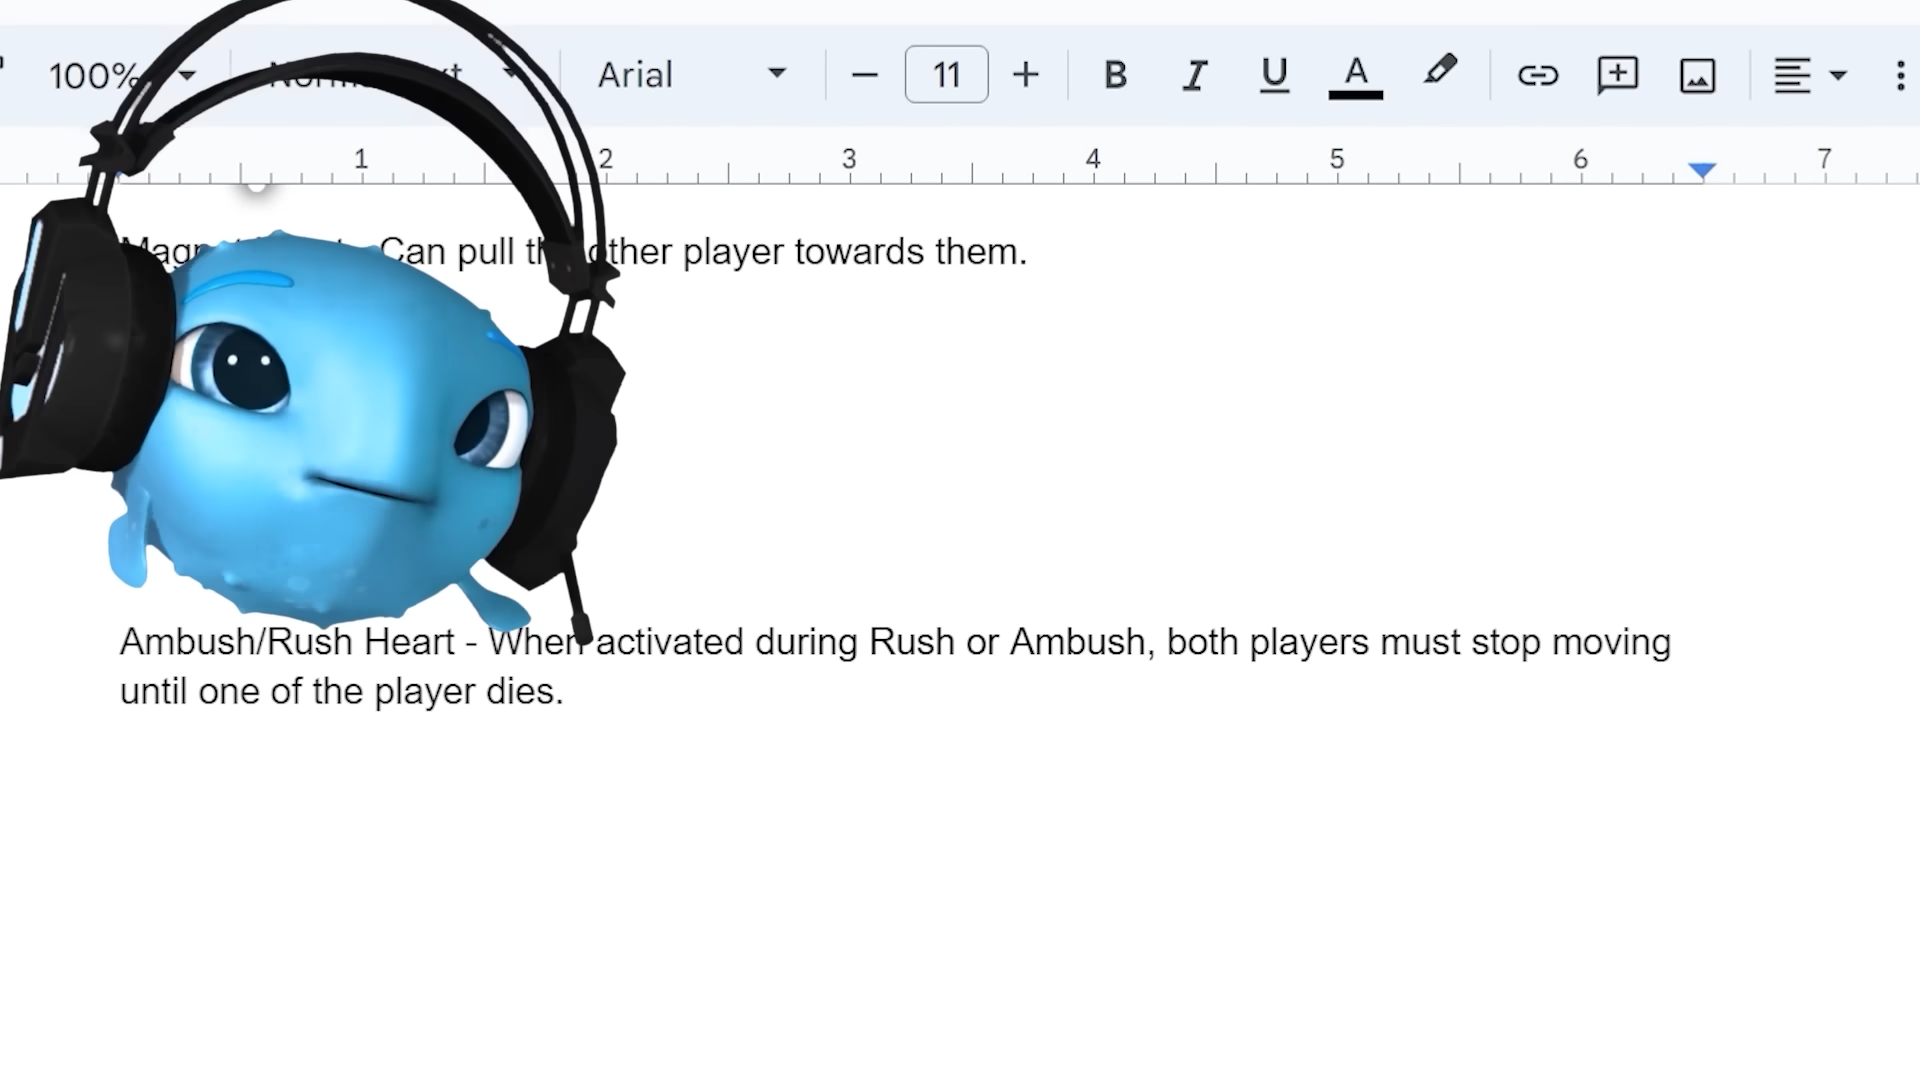 100% Arial 11 B I U A
1 2 3 4 5 6 7
Can pull other player towards them.
Ambush/Rush Heart - When activated during Rush or Ambush, both players must stop moving
until one of the player dies.